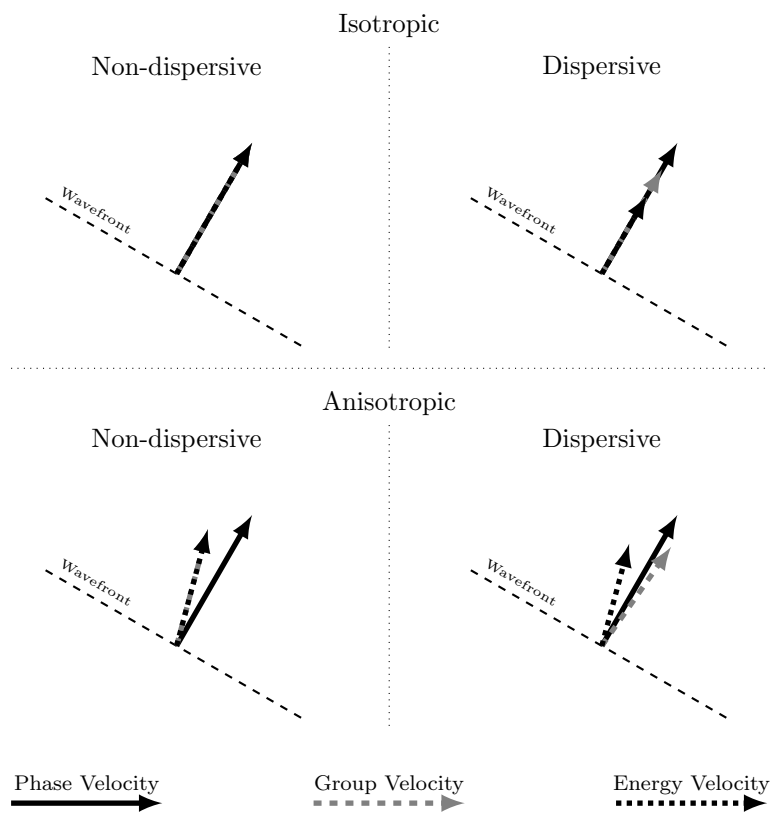 Isotropic
Non-dispersive
Dispersive
Wavefront
Wavefront
Anisotropic
Non-dispersive
Dispersive
Wavefront
Wavefront
Phase Velocity
Group Velocity
Energy Velocity